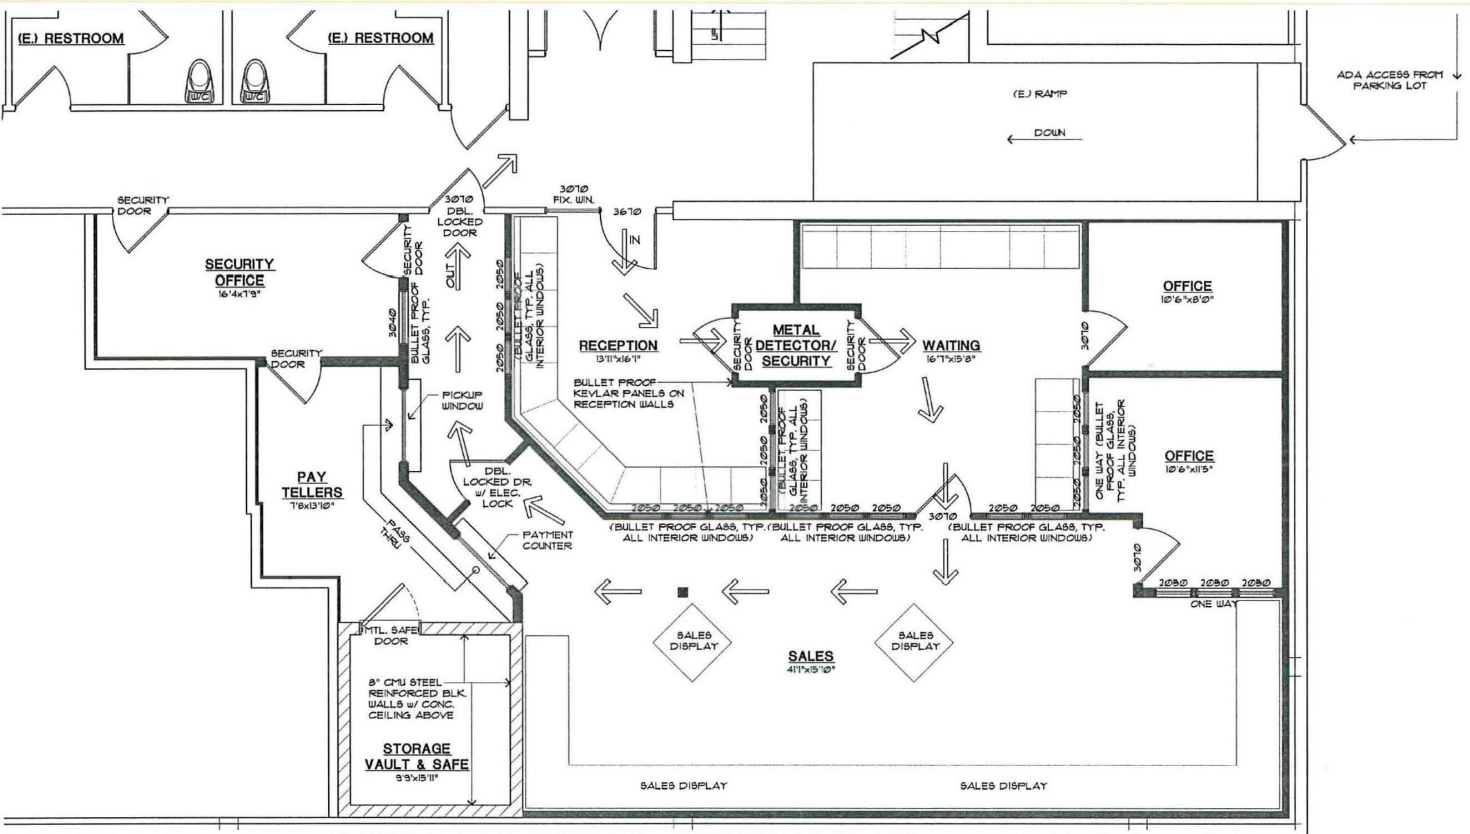 (E.) RESTROOM
(E.) RESTROOM
W/C
W/C
UP
(E.) RAMP
DOWN
ADA ACCESS FROM
PARKING LOT
SECURITY
DOOR
3070
DBL.
LOCKED
DOOR
3070
FIX. WIN.
3670
IN
OUT
SECURITY
OFFICE
16'4x7'9"
SECURITY
DOOR
3040
BULLET PROOF
GLASS, TYP.
2050
2050
2050
(BULLET PROOF
GLASS, TYP. ALL
INTERIOR WINDOWS)
RECEPTION
13'11"x16'1"
BULLET PROOF
KEVLAR PANELS ON
RECEPTION WALLS
SECURITY
DOOR
METAL
DETECTOR/
SECURITY
SECURITY
DOOR
WAITING
16'7"x15'8"
OFFICE
10'6"x8'0"
3070
SECURITY
DOOR
PICKUP
WINDOW
PAY
TELLERS
7'8x13'10"
PASS
THRU
DBL.
LOCKED DR.
w/ ELEC.
LOCK
PAYMENT
COUNTER
2050
2050
2050
(BULLET PROOF
GLASS, TYP. ALL
INTERIOR WINDOWS)
2050
2050
2050
ONE WAY (BULLET
PROOF GLASS,
TYP. ALL INTERIOR
WINDOWS)
OFFICE
10'6"x11'5"
2050 2050 2050
2050 2050 2050
3070
2050 2050
(BULLET PROOF GLASS, TYP.
ALL INTERIOR WINDOWS)
(BULLET PROOF GLASS, TYP.
ALL INTERIOR WINDOWS)
(BULLET PROOF GLASS, TYP.
ALL INTERIOR WINDOWS)
3070
2050 2050 2050
ONE WAY
MTL. SAFE
DOOR
SALES
DISPLAY
SALES
DISPLAY
SALES
41'1"x15'10"
8" CMU STEEL
REINFORCED BLK.
WALLS w/ CONC.
CEILING ABOVE
STORAGE
VAULT & SAFE
9'9"x15'11"
SALES DISPLAY
SALES DISPLAY